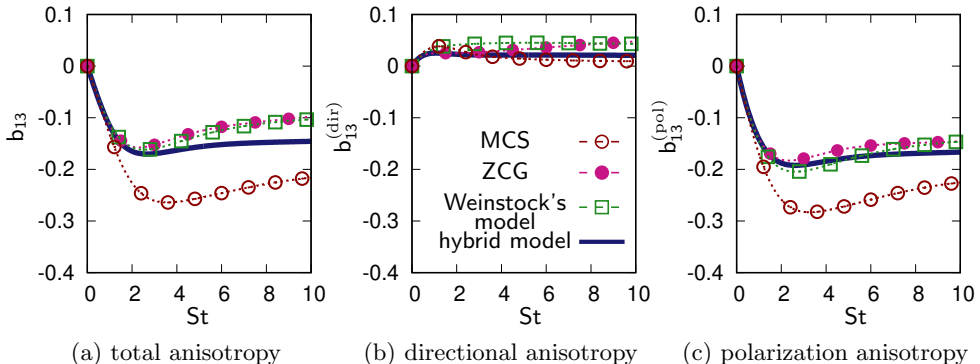 0.13
0
-0.1
-0.2
-0.3
-0.4
b13
0 2 4 6 8 10
St
(a) total anisotropy
0.13
0
-0.1
-0.2
-0.3
-0.4
b13(dir)
MCS
ZCG
Weinstock's
model
hybrid model
0 2 4 6 8 10
St
(b) directional anisotropy
0.13
0
-0.1
-0.2
-0.3
-0.4
b13(pol)
0 2 4 6 8 10
St
(c) polarization anisotropy